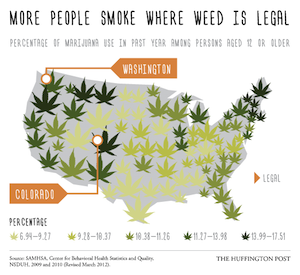 MORE PEOPLE SMOKE WHERE WEED IS LEGAL
PERCENTAGE OF MARIJUANA USE IN PAST YEAR AMONG PERSONS AGED 12 OR OLDER
WASHINGTON
COLORADO
LEGAL
PERCENTAGE
6.94–9.27 9.28–10.37 10.38–11.26 11.27–13.98 13.99–17.51
Source: SAMHSA, Center for Behavioral Health Statistics and Quality,
NSDUH, 2009 and 2010 (Revised March 2012).
THE HUFFINGTON POST